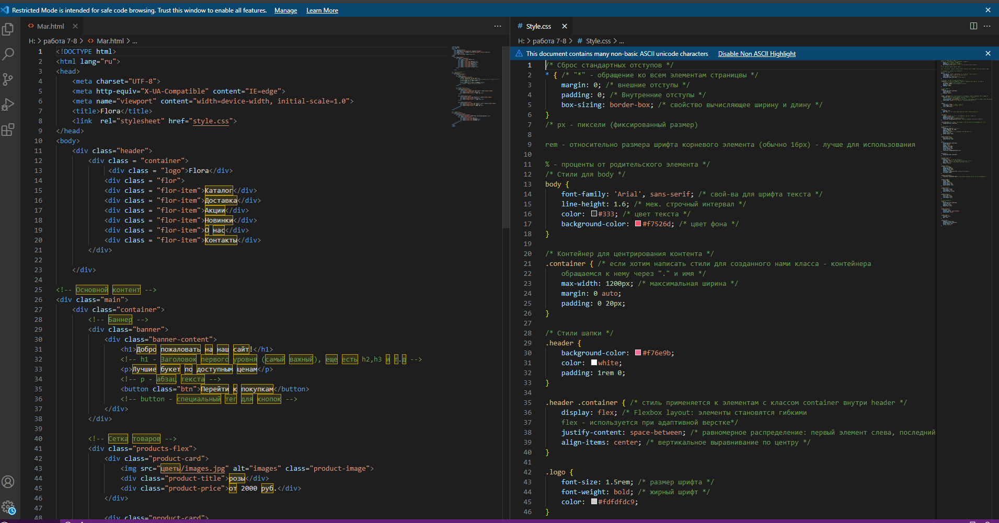 Restricted Mode is intended for safe code browsing. Trust this window to enable all features. Manage Learn More
Mar.html
H: > работа 7-8 > Mar.html > ...
1 <!DOCTYPE html>
2 <html lang="ru">
3 <head>
4 <meta charset="UTF-8">
5 <meta http-equiv="X-UA-Compatible" content="IE=edge">
6 <meta name="viewport" content="width=device-width, initial-scale=1.0">
7 <title>Flora</title>
8 <link  rel="stylesheet" href="style.css">
9 </head>
10 <body>
11 <div class="header">
12 <div class = "container">
13 <div class = "logo">Flora</div>
14 <div class = "flor">
15 <div class = "flor-item">Каталог</div>
16 <div class = "flor-item">Доставка</div>
17 <div class = "flor-item">Акции</div>
18 <div class = "flor-item">Новинки</div>
19 <div class = "flor-item">О нас</div>
20 <div class = "flor-item">Контакты</div>
21 </div>
22
23 </div>
24
25 <!-- Основной контент -->
26 <div class="main">
27 <div class="container">
28 <!-- Баннер -->
29 <div class="banner">
30 <div class="banner-content">
31 <h1>Добро пожаловать на наш сайт!</h1>
32 <!-- h1 - Заголовок первого уровня (самый важный), еще есть h2,h3 и т.д -->
33 <p>Лучшие букет по доступным ценам</p>
34 <!-- p - абзац текста -->
35 <button class="btn">Перейти к покупкам</button>
36 <!-- button - специальный тег для кнопок -->
37 </div>
38 </div>
39
40 <!-- Сетка товаров -->
41 <div class="products-flex">
42 <div class="product-card">
43 <img src="цветы/images.jpg" alt="images" class="product-image">
44 <div class="product-title">розы</div>
45 <div class="product-price">от 2000 руб.</div>
46 </div>
47
48 <div class="product-card">
Style.css
H: > работа 7-8 > Style.css > ...
This document contains many non-basic ASCII unicode characters Disable Non ASCII Highlight
1 /* Сброс стандартных отступов */
2 * { /* "*" - обращение ко всем элементам страницвы */
3 margin: 0; /* внешние отступы */
4 padding: 0; /* Внутренние отступы */
5 box-sizing: border-box; /* свойство вычисляющее ширину и длину */
6 }
7 /* px - пиксели (фиксированный размер)
8
9 rem - относительно размера шрифта корневого элемента (обычно 16px) - лучше для использования
10
11 % - проценты от родительского элемента */
12 /* Стили для body */
13 body {
14 font-family: 'Arial', sans-serif; /* свой-ва для шрифта текста */
15 line-height: 1.6; /* меж. строчный интервал */
16 color: #333; /* цвет текста */
17 background-color: #f7526d; /* цвет фона */
18 }
19
20 /* Контейнер для центрирования контента */
21 .container { /* если хотим написать стили для созданного нами класса - контейнера
22 обращаемся к нему через "." и имя */
23 max-width: 1200px; /* максимальная ширина */
24 margin: 0 auto;
25 padding: 0 20px;
26 }
27
28 /* Стили шапки */
29 .header {
30 background-color: #f76e9b;
31 color: white;
32 padding: 1rem 0;
33 }
34
35 .header .container { /* стиль применяется к элементам с классом container внутри header */
36 display: flex; /* Flexbox layout: элементы становятся гибкими
37 flex - используется при адаптивной верстке*/
38 justify-content: space-between; /* равномерное распределение: первый элемент слева, последний
39 align-items: center; /* вертикальное выравнивание по центру */
40 }
41
42 .logo {
43 font-size: 1.5rem; /* размер шрифта */
44 font-weight: bold; /* жирный шрифт */
45 color: #fdfdfdc9;
46 }